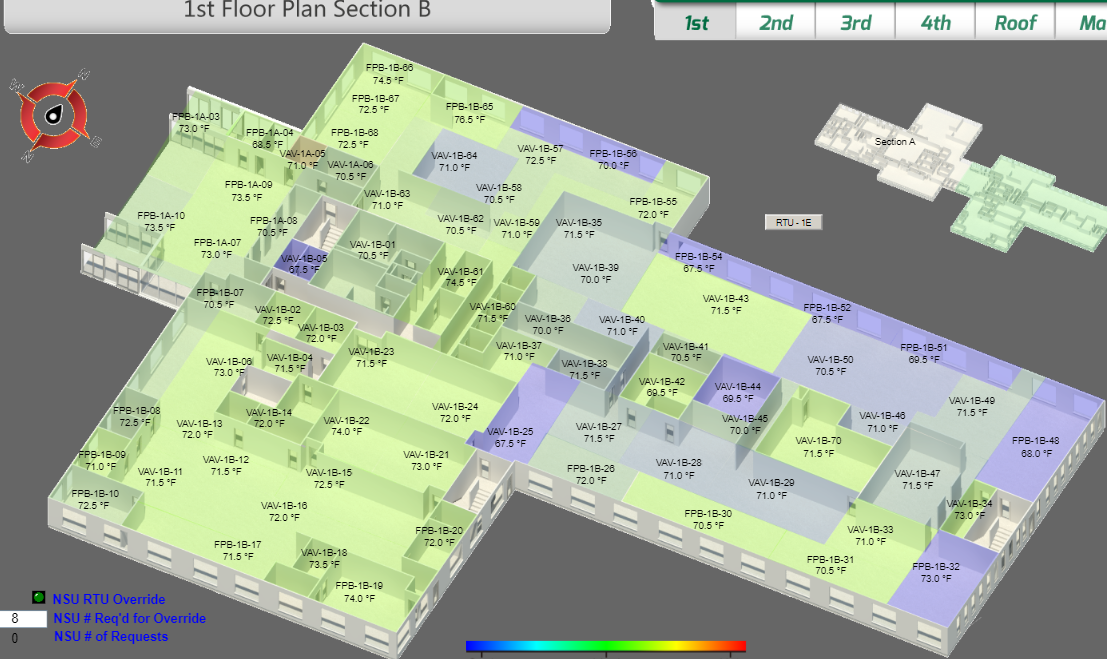 1st Floor Plan Section B
1st
2nd
3rd
4th
Roof
Ma
Section A
RTU - 1E
FPB-1B-66
74.5 °F
FPB-1B-67
72.5 °F
FPB-1B-65
76.5 °F
FPB-1A-03
73.0 °F
FPB-1A-04
68.5 °F
FPB-1B-68
72.5 °F
VAV-1A-05
71.0 °F
VAV-1A-06
70.5 °F
VAV-1B-64
71.0 °F
VAV-1B-57
72.5 °F
FPB-1B-56
70.0 °F
FPB-1A-09
73.5 °F
VAV-1B-63
71.0 °F
VAV-1B-58
70.5 °F
FPB-1B-55
72.0 °F
FPB-1A-10
73.5 °F
FPB-1A-08
70.5 °F
VAV-1B-62
70.5 °F
VAV-1B-59
71.0 °F
VAV-1B-35
71.5 °F
FPB-1A-07
73.0 °F
VAV-1B-01
70.5 °F
VAV-1B-05
67.5 °F
VAV-1B-61
74.5 °F
VAV-1B-39
70.0 °F
FPB-1B-54
67.5 °F
FPB-1B-07
70.5 °F
VAV-1B-02
72.5 °F
VAV-1B-03
72.0 °F
VAV-1B-60
71.5 °F
VAV-1B-36
70.0 °F
VAV-1B-40
71.0 °F
VAV-1B-43
71.5 °F
FPB-1B-52
67.5 °F
VAV-1B-06
73.0 °F
VAV-1B-04
71.5 °F
VAV-1B-23
71.5 °F
VAV-1B-37
71.0 °F
VAV-1B-38
71.5 °F
VAV-1B-41
70.5 °F
VAV-1B-50
70.5 °F
FPB-1B-51
69.5 °F
VAV-1B-42
69.5 °F
VAV-1B-44
69.5 °F
FPB-1B-08
72.5 °F
VAV-1B-13
72.0 °F
VAV-1B-14
72.0 °F
VAV-1B-22
74.0 °F
VAV-1B-24
72.0 °F
VAV-1B-25
67.5 °F
VAV-1B-27
71.5 °F
VAV-1B-45
70.0 °F
VAV-1B-46
71.0 °F
VAV-1B-49
71.5 °F
FPB-1B-09
71.0 °F
VAV-1B-11
71.5 °F
VAV-1B-12
71.5 °F
VAV-1B-15
72.5 °F
VAV-1B-21
73.0 °F
FPB-1B-26
72.0 °F
VAV-1B-28
71.0 °F
VAV-1B-29
71.0 °F
VAV-1B-70
71.5 °F
VAV-1B-47
71.5 °F
FPB-1B-48
68.0 °F
FPB-1B-10
72.5 °F
VAV-1B-16
72.0 °F
FPB-1B-20
72.0 °F
FPB-1B-30
70.5 °F
VAV-1B-33
71.0 °F
VAV-1B-34
73.0 °F
FPB-1B-17
71.5 °F
VAV-1B-18
73.5 °F
FPB-1B-19
74.0 °F
FPB-1B-31
70.5 °F
FPB-1B-32
73.0 °F
NSU RTU Override
8 NSU # Req'd for Override
0 NSU # of Requests